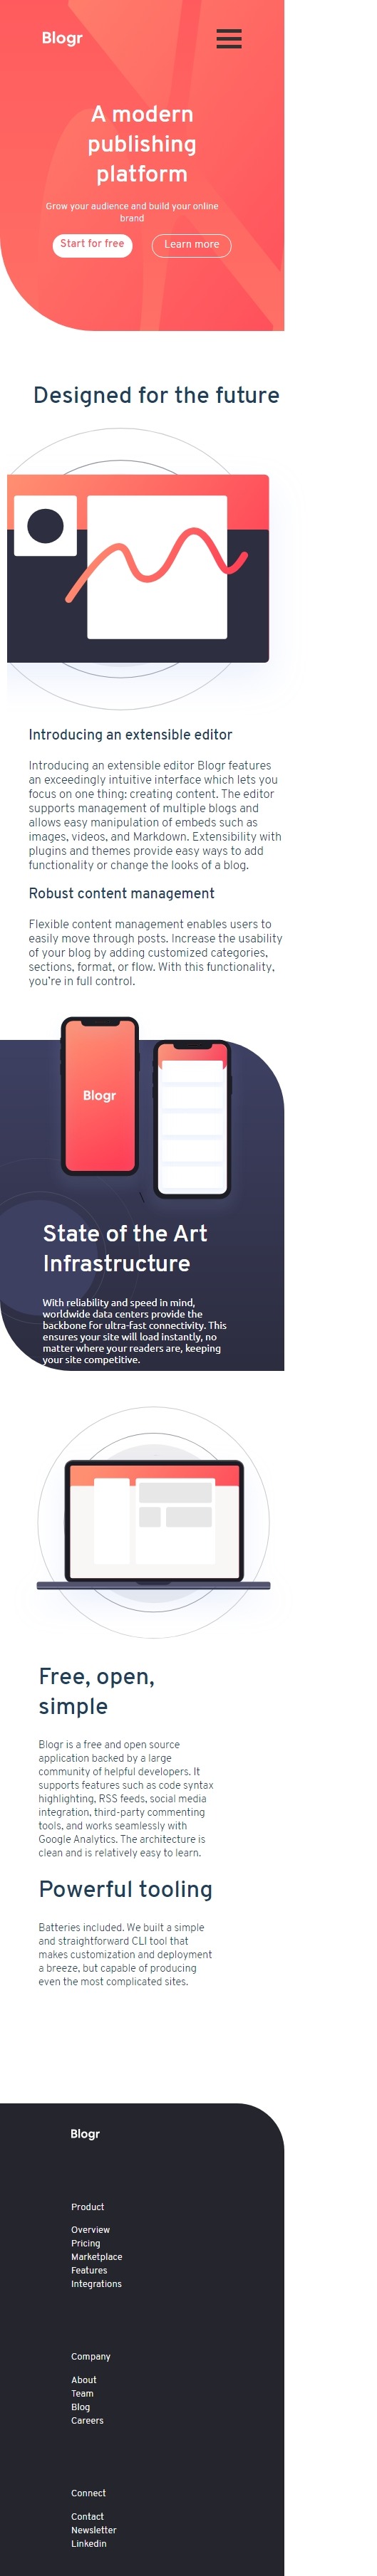 Blogr
A modern
publishing
platform
Grow your audience and build your online
brand
Start for free
Learn more
Designed for the future
Introducing an extensible editor
Introducing an extensible editor Blogr features
an exceedingly intuitive interface which lets you
focus on one thing: creating content. The editor
supports management of multiple blogs and
allows easy manipulation of embeds such as
images, videos, and Markdown. Extensibility with
plugins and themes provide easy ways to add
functionality or change the looks of a blog.
Robust content management
Flexible content management enables users to
easily move through posts. Increase the usability
of your blog by adding customized categories,
sections, format, or flow. With this functionality,
you're in full control.
Blogr
\
State of the Art
Infrastructure
With reliability and speed in mind,
worldwide data centers provide the
backbone for ultra-fast connectivity. This
ensures your site will load instantly, no
matter where your readers are, keeping
your site competitive.
Free, open,
simple
Blogr is a free and open source
application backed by a large
community of helpful developers. It
supports features such as code syntax
highlighting, RSS feeds, social media
integration, third-party commenting
tools, and works seamlessly with
Google Analytics. The architecture is
clean and is relatively easy to learn.
Powerful tooling
Batteries included. We built a simple
and straightforward CLI tool that
makes customization and deployment
a breeze, but capable of producing
even the most complicated sites.
Blogr
Product
Overview
Pricing
Marketplace
Features
Integrations
Company
About
Team
Blog
Careers
Connect
Contact
Newsletter
Linkedin